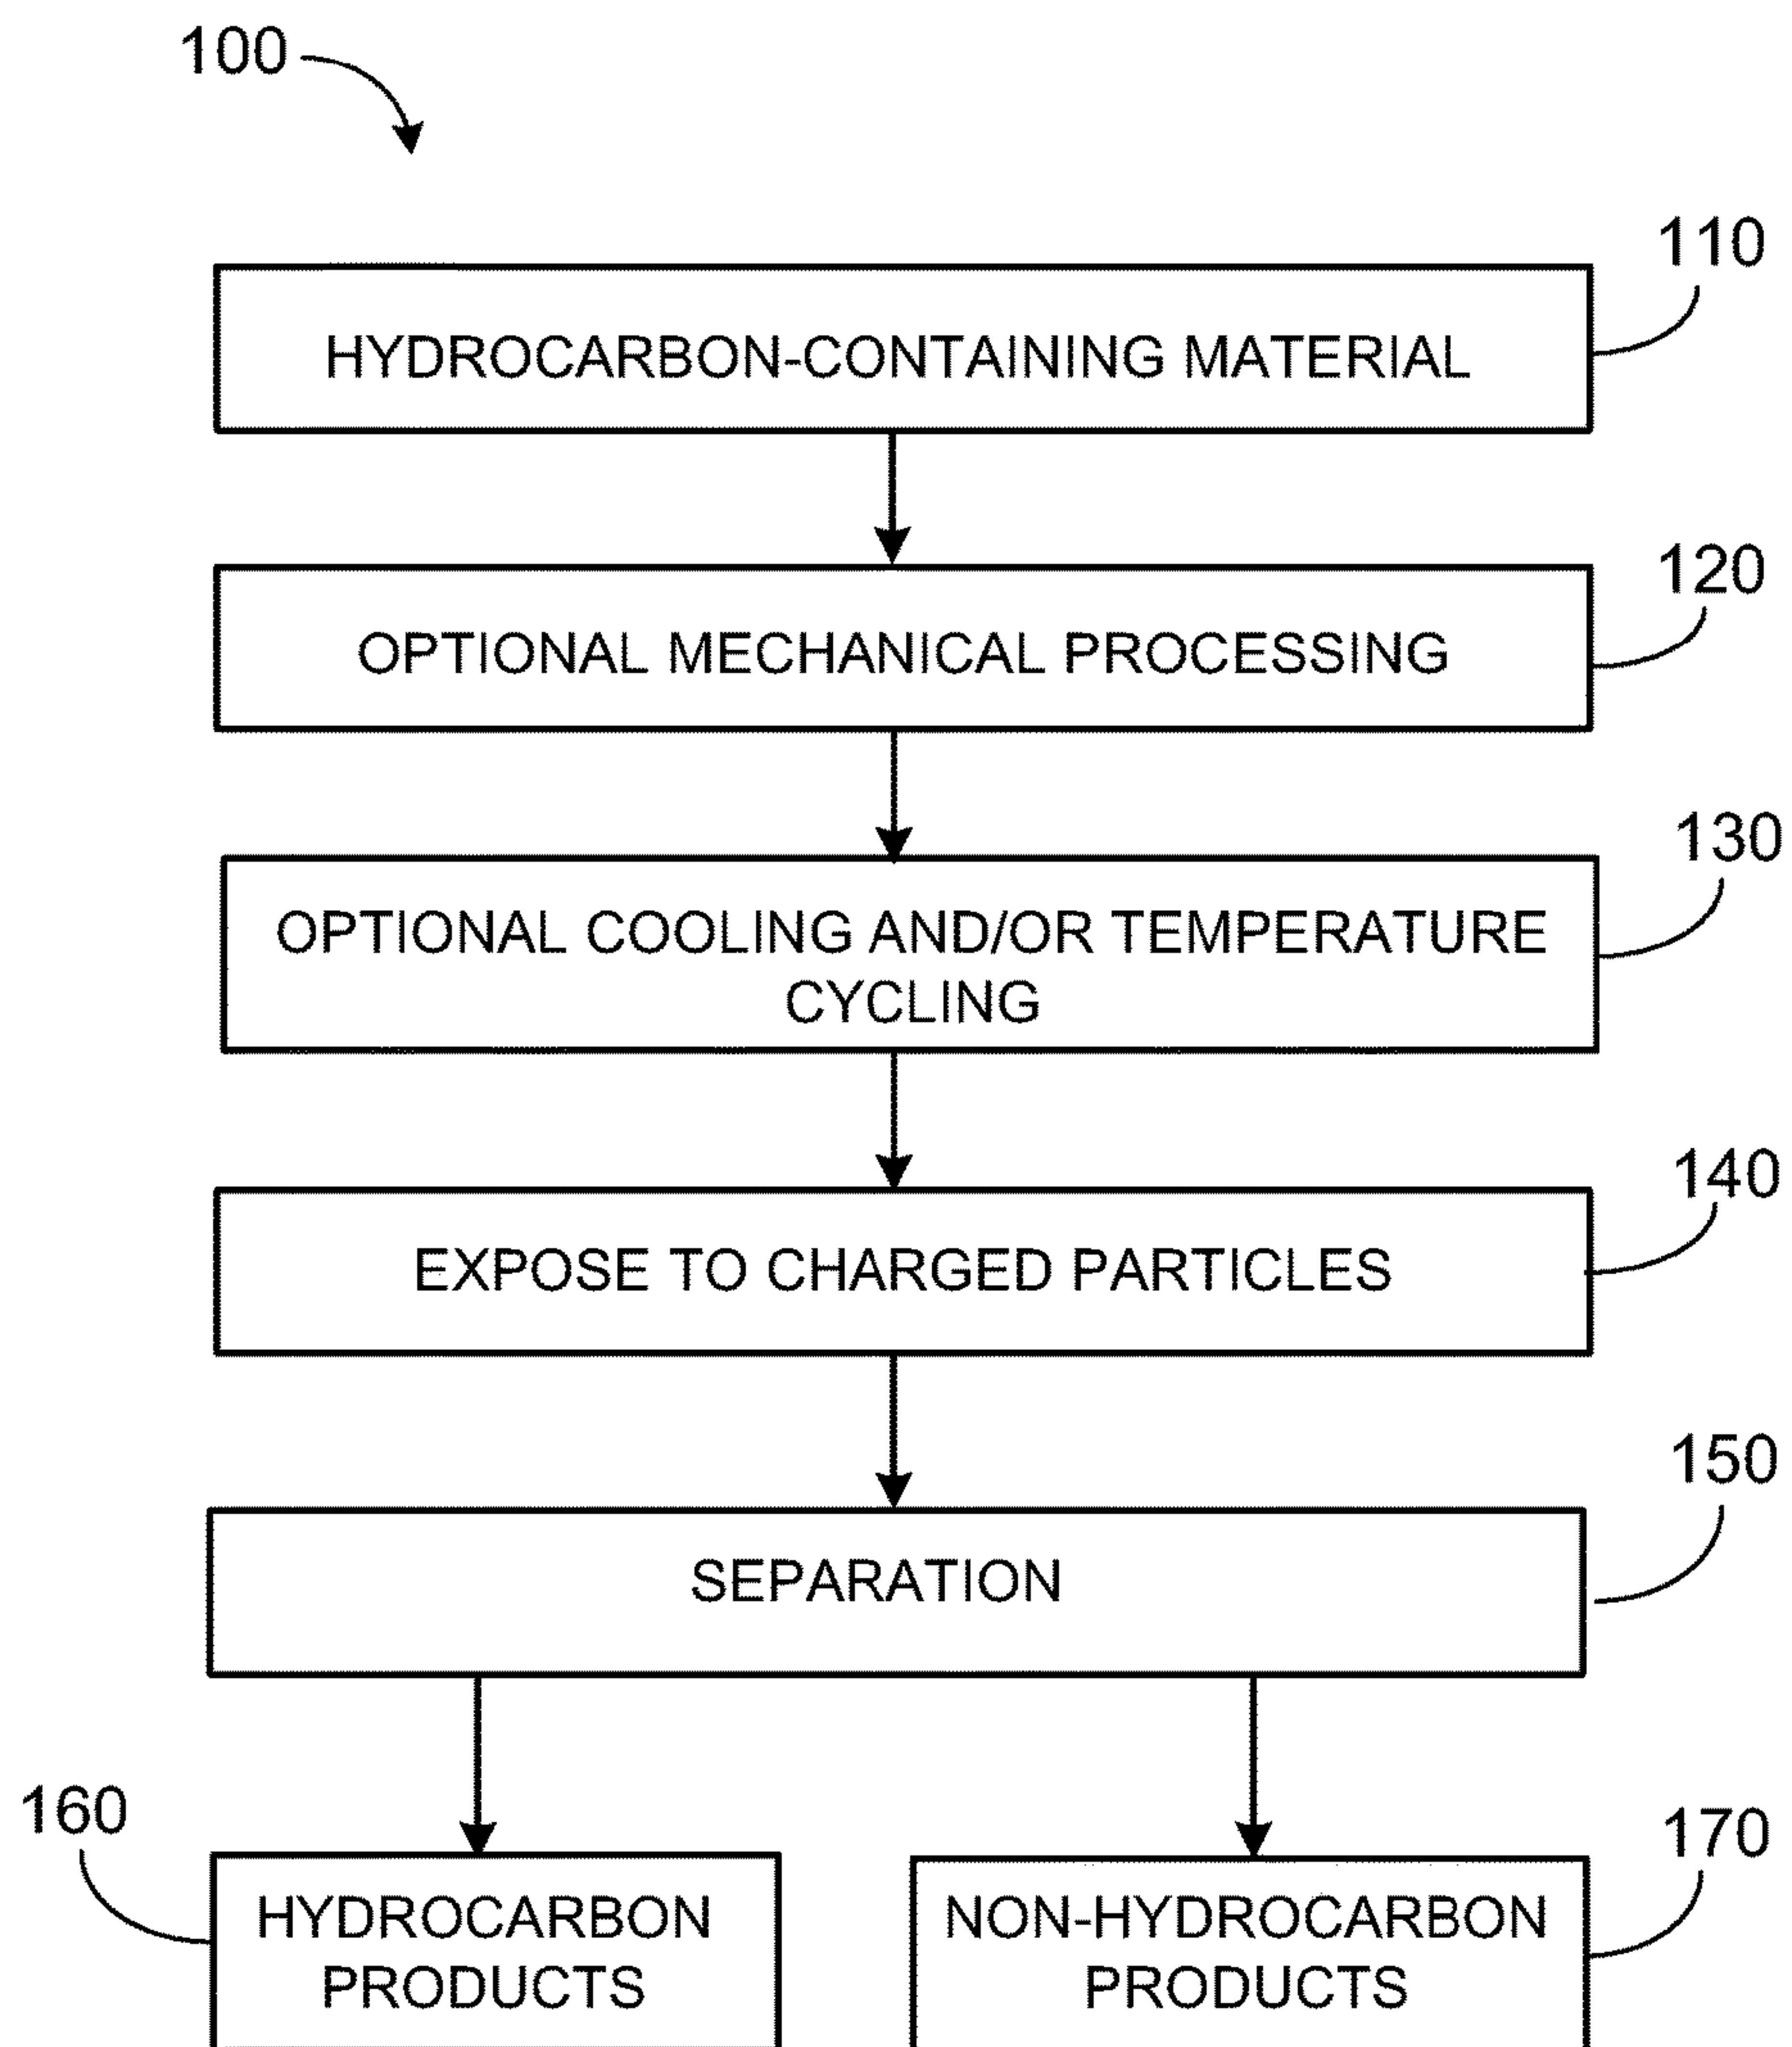 100
110
HYDROCARBON-CONTAINING MATERIAL
120
OPTIONAL MECHANICAL PROCESSING
130
OPTIONAL COOLING AND/OR TEMPERATURE
CYCLING
140
EXPOSE TO CHARGED PARTICLES
150
SEPARATION
160
HYDROCARBON
PRODUCTS
170
NON-HYDROCARBON
PRODUCTS